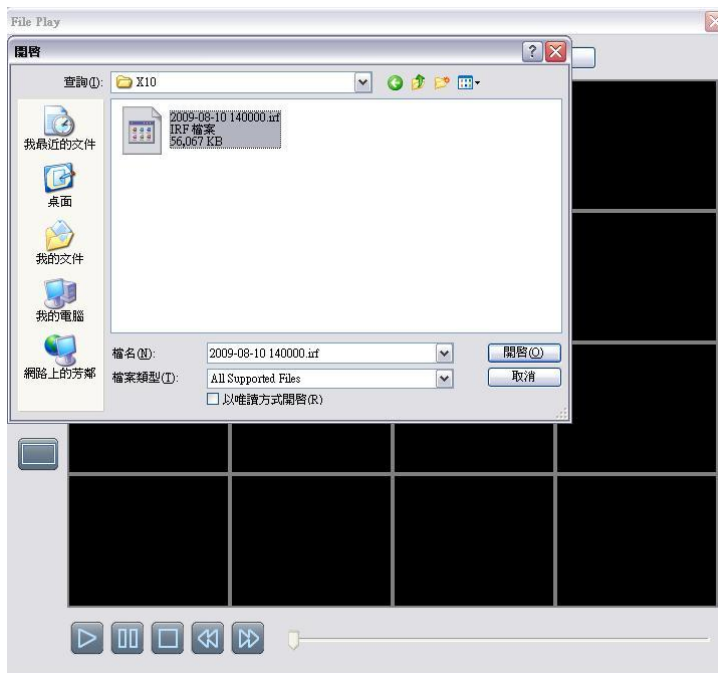 File Play
開啓
查詢(I):
X10
我最近的文件
桌面
我的文件
我的電腦
網路上的芳鄰
2009-08-10 140000.irf
IRF 檔案
56,067 KB
檔名(N):
2009-08-10 140000.irf
開啓(O)
檔案類型(T):
All Supported Files
取消
以唯讀方式開啓(R)